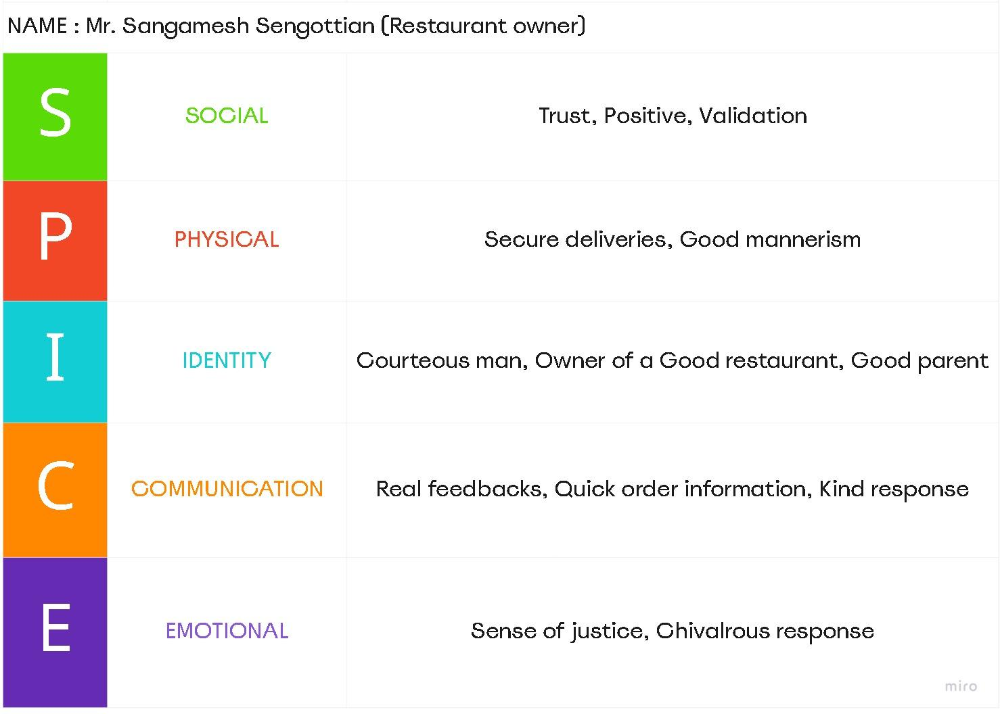 NAME : Mr. Sangamesh Sengottian (Restaurant owner)
S
SOCIAL
Trust, Positive, Validation
P
PHYSICAL
Secure deliveries, Good mannerism
I
IDENTITY
Courteous man, Owner of a Good restaurant, Good parent
C
COMMUNICATION
Real feedbacks, Quick order information, Kind response
E
EMOTIONAL
Sense of justice, Chivalrous response
miro